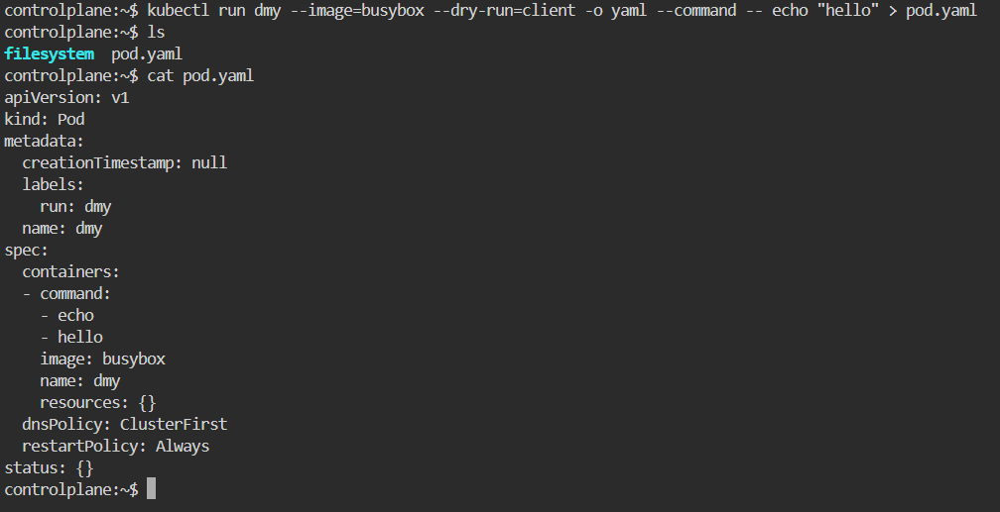 controlplane:~$ kubectl run dmy --image=busybox --dry-run=client -o yaml --command -- echo "hello" > pod.yaml
controlplane:~$ ls
filesystem  pod.yaml
controlplane:~$ cat pod.yaml
apiVersion: v1
kind: Pod
metadata:
  creationTimestamp: null
  labels:
    run: dmy
  name: dmy
spec:
  containers:
  - command:
    - echo
    - hello
    image: busybox
    name: dmy
    resources: {}
  dnsPolicy: ClusterFirst
  restartPolicy: Always
status: {}
controlplane:~$